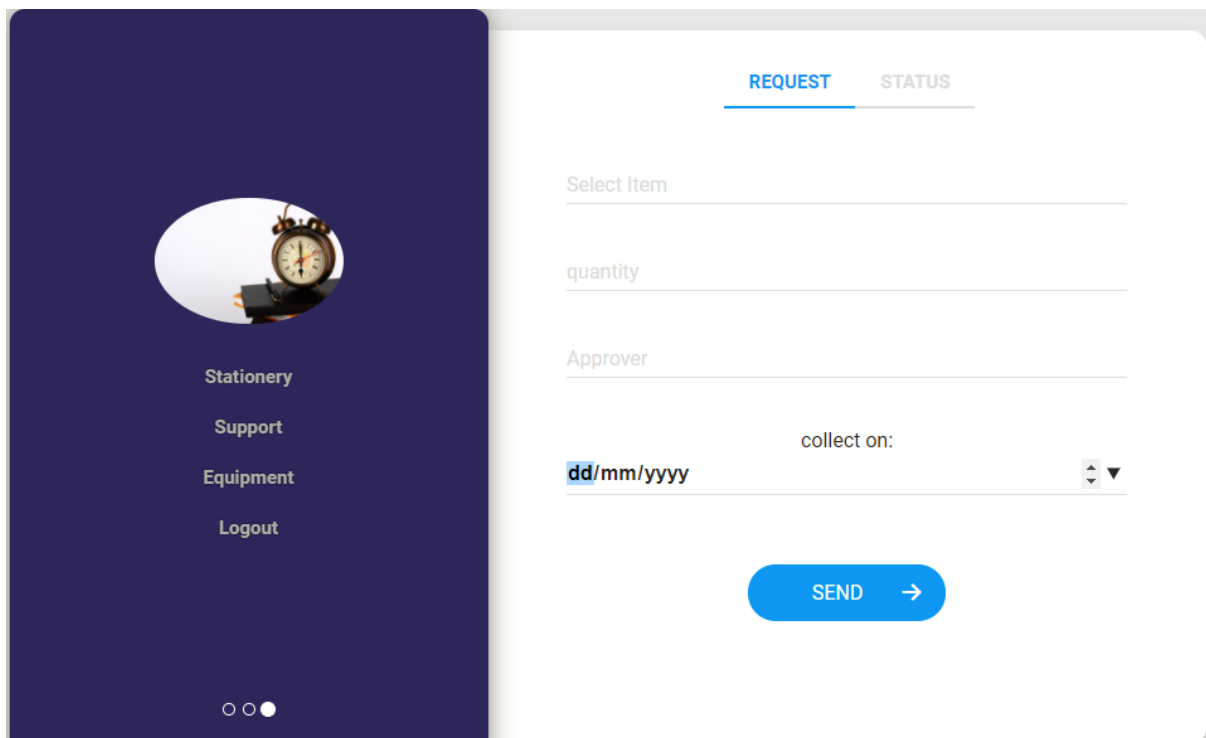 Stationery
Support
Equipment
Logout
REQUEST STATUS
Select Item
quantity
Approver
collect on:
dd/mm/yyyy
SEND